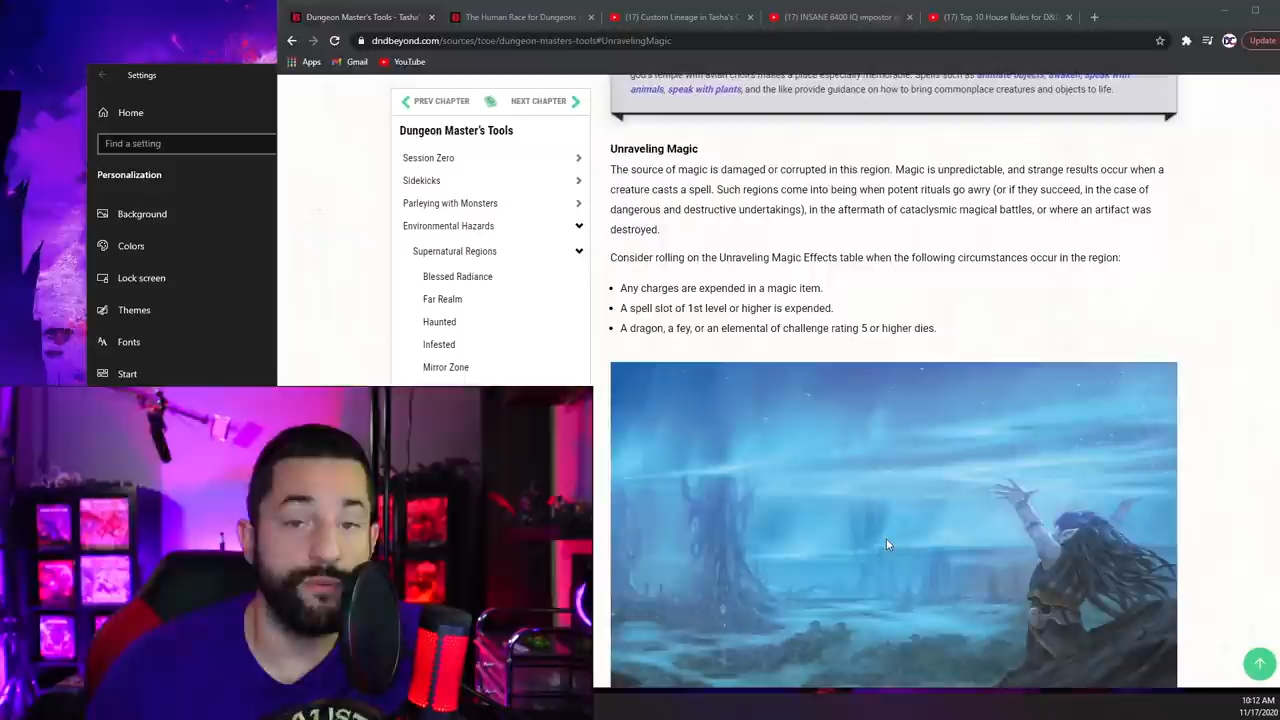 Dungeon Master's Tools - Tasha'
The Human Race for Dungeons
(17) Custom Lineage in Tasha's C
(17) INSANE 6400 IQ impostor
(17) Top 10 House Rules for D&
dndbeyond.com/sources/tcoe/dungeon-masters-tools#UnravelingMagic
Update
Apps
Gmail
YouTube
Settings
Home
Find a setting
Personalization
Background
Colors
Lock screen
Themes
Fonts
Start
PREV CHAPTER
NEXT CHAPTER
Dungeon Master's Tools
Session Zero
Sidekicks
Parleying with Monsters
Environmental Hazards
Supernatural Regions
Blessed Radiance
Far Realm
Haunted
Infested
Mirror Zone
god's temple with avian choirs makes a place especially memorable. Spells such as animate objects, awaken, speak with
animals, speak with plants, and the like provide guidance on how to bring commonplace creatures and objects to life.
Unraveling Magic
The source of magic is damaged or corrupted in this region. Magic is unpredictable, and strange results occur when a
creature casts a spell. Such regions come into being when potent rituals go awry (or if they succeed, in the case of
dangerous and destructive undertakings), in the aftermath of cataclysmic magical battles, or where an artifact was
destroyed.
Consider rolling on the Unraveling Magic Effects table when the following circumstances occur in the region:
• Any charges are expended in a magic item.
• A spell slot of 1st level or higher is expended.
• A dragon, a fey, or an elemental of challenge rating 5 or higher dies.
10:12 AM
11/17/2020